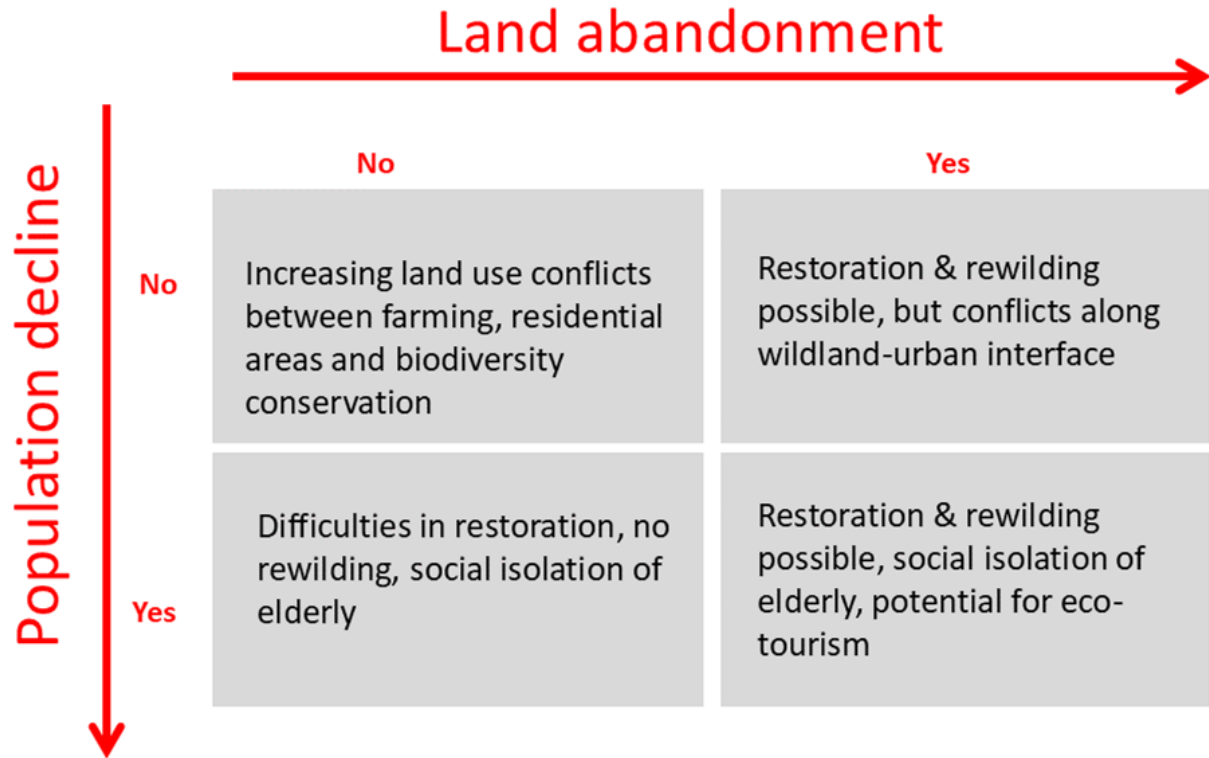 Land abandonment
Population decline
No
Yes
No
Increasing land use conflicts
between farming, residential
areas and biodiversity
conservation
Restoration & rewilding
possible, but conflicts along
wildland-urban interface
Yes
Difficulties in restoration, no
rewilding, social isolation of
elderly
Restoration & rewilding
possible, social isolation of
elderly, potential for eco-
tourism